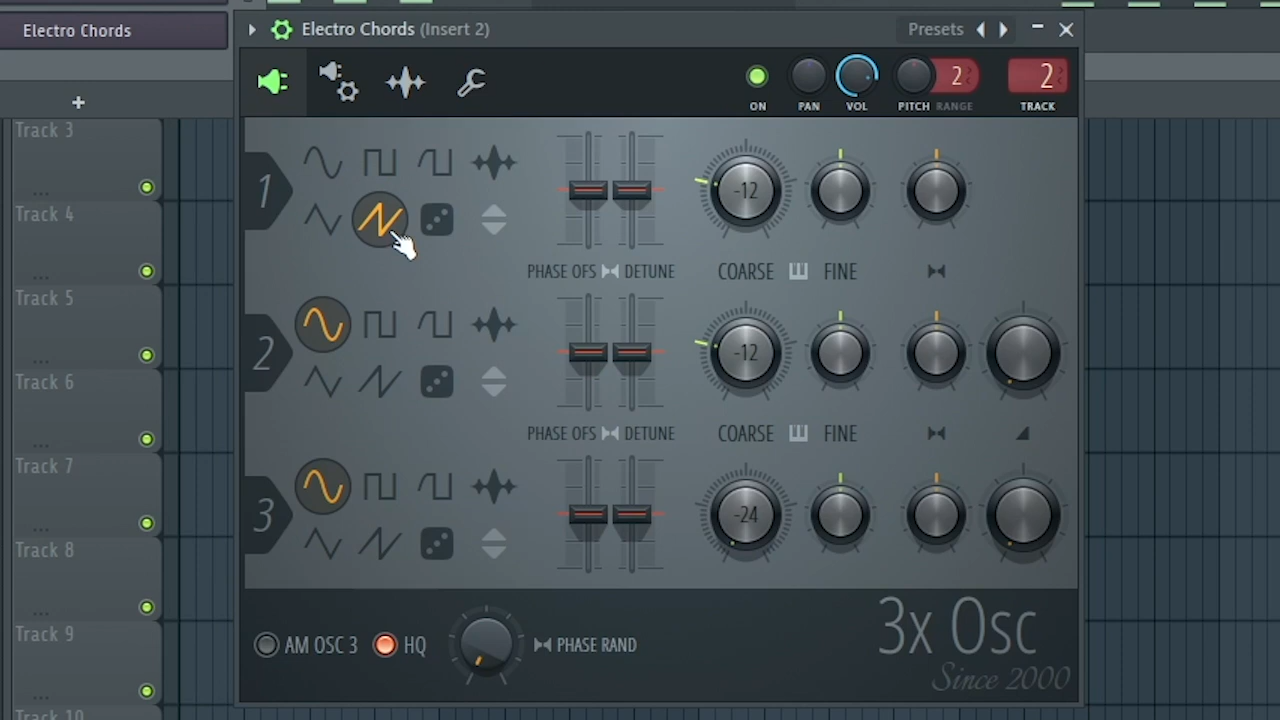 Electro Chords
Electro Chords (Insert 2)
Presets
2
2
ON
PAN
VOL
PITCH RANGE
TRACK
+
Track 3
...
Track 4
...
Track 5
...
Track 6
...
Track 7
...
Track 8
...
Track 9
...
Track 10
1
-12
PHASE OFS DETUNE
COARSE FINE
2
-12
PHASE OFS DETUNE
COARSE FINE
3
-24
AM OSC 3
HQ
PHASE RAND
3x Osc
Since 2000